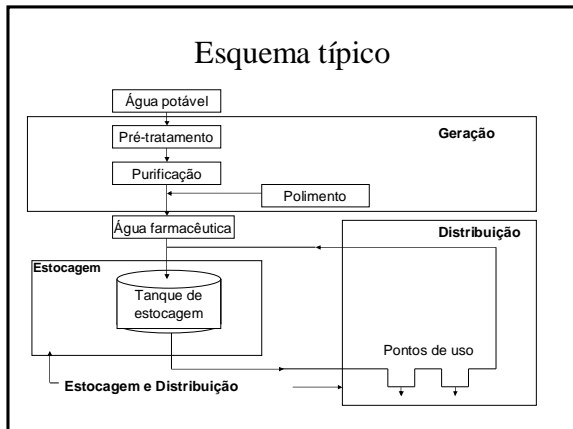 Esquema típico
Água potável
Pré-tratamento
Geração
Purificação
Polimento
Água farmacêutica
Distribuição
Estocagem
Tanque de
estocagem
Pontos de uso
Estocagem e Distribuição